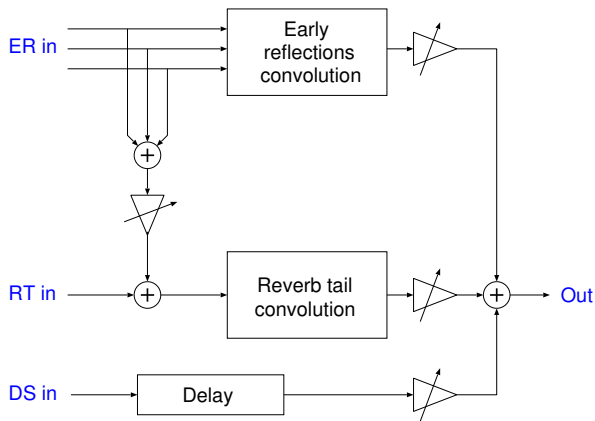 ER in
Early
reflections
convolution
+
+
RT in
Reverb tail
convolution
+
Out
DS in
Delay